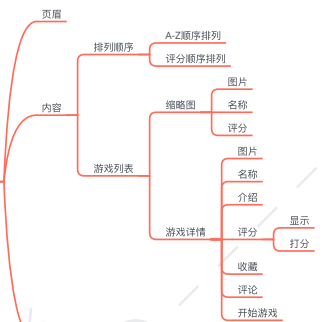 页眉
内容
排列顺序
A-Z顺序排列
评分顺序排列
游戏列表
缩略图
图片
名称
评分
游戏详情
图片
名称
介绍
评分
显示
打分
收藏
评论
开始游戏